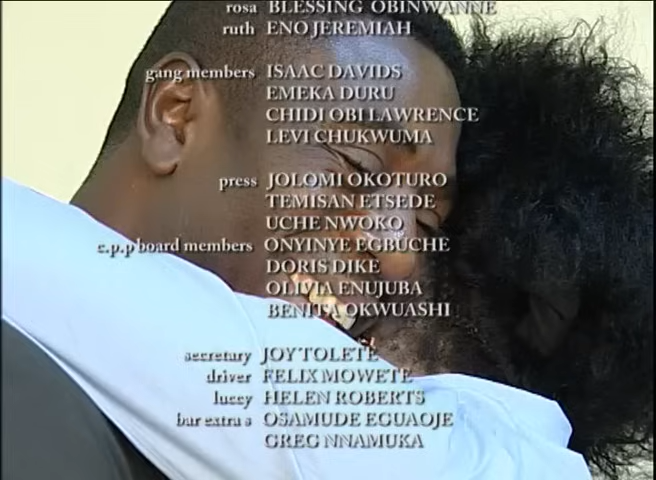 rosa BLESSING OBINWANNE
ruth ENO JEREMIAH
gang members ISAAC DAVIDS
EMEKA DURU
CHIDI OBI LAWRENCE
LEVI CHUKWUMA
press JOLOMI OKOTURO
TEMISAN ETSEDE
UCHE NWOKO
c.p.p board members ONYINYE EGBUCHE
DORIS DIKE
OLIVIA ENUJUBA
BENITA OKWUASHI
secretary JOY TOLETE
driver FELIX MOWETE
lucey HELEN ROBERTS
bar extra s OSAMUDE EGUAOJE
GREG NNAMUKA